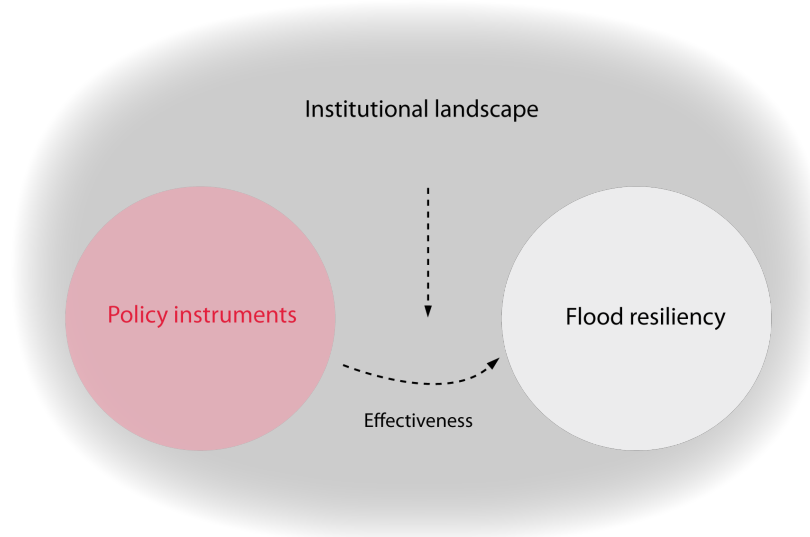 Institutional landscape
Policy instruments
Flood resiliency
Effectiveness